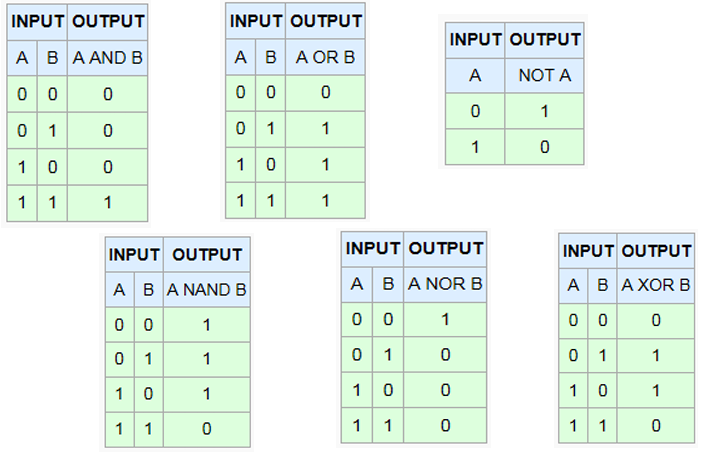 INPUT OUTPUT
A B A AND B
0 0 0
0 1 0
1 0 0
1 1 1
INPUT OUTPUT
A B A OR B
0 0 0
0 1 1
1 0 1
1 1 1
INPUT OUTPUT
A NOT A
0 1
1 0
INPUT OUTPUT
A B A NAND B
0 0 1
0 1 1
1 0 1
1 1 0
INPUT OUTPUT
A B A NOR B
0 0 1
0 1 0
1 0 0
1 1 0
INPUT OUTPUT
A B A XOR B
0 0 0
0 1 1
1 0 1
1 1 0